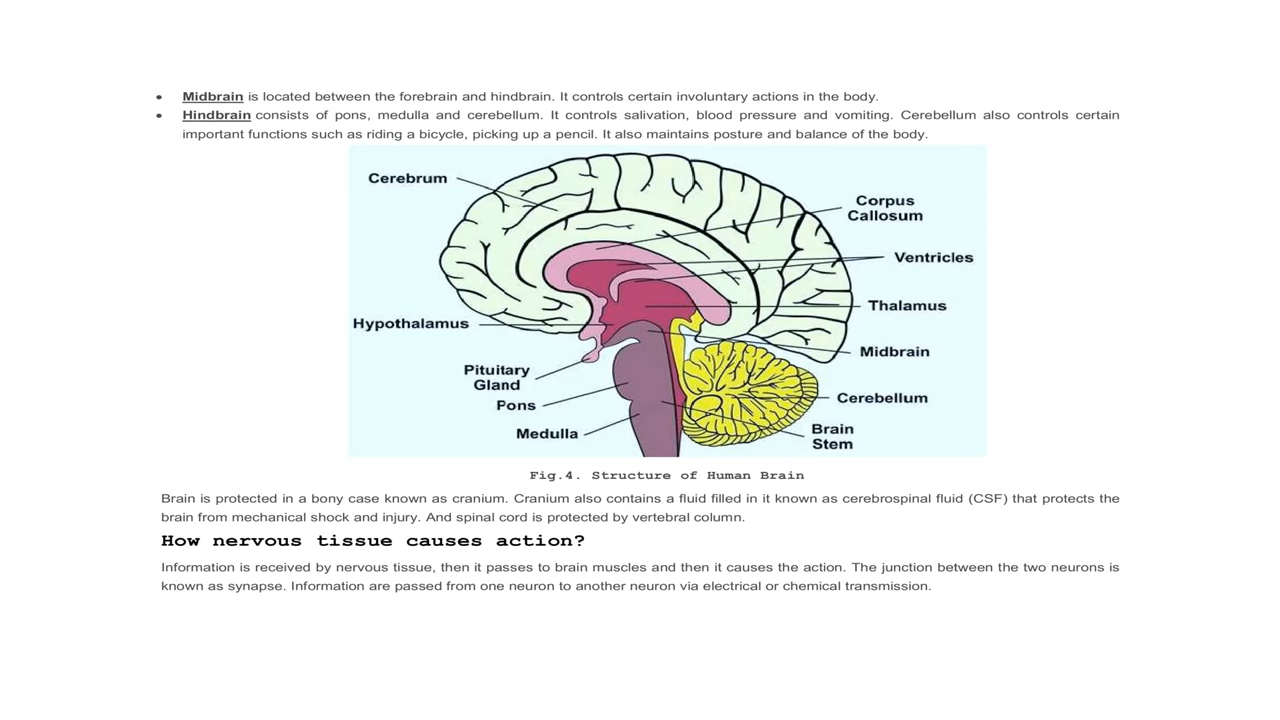 • Midbrain is located between the forebrain and hindbrain. It controls certain involuntary actions in the body.
• Hindbrain consists of pons, medulla and cerebellum. It controls salivation, blood pressure and vomiting. Cerebellum also controls certain
important functions such as riding a bicycle, picking up a pencil. It also maintains posture and balance of the body.
Cerebrum
Corpus
Callosum
Ventricles
Thalamus
Hypothalamus
Midbrain
Pituitary
Gland
Cerebellum
Pons
Brain
Stem
Medulla
Fig.4. Structure of Human Brain
Brain is protected in a bony case known as cranium. Cranium also contains a fluid filled in it known as cerebrospinal fluid (CSF) that protects the
brain from mechanical shock and injury. And spinal cord is protected by vertebral column.
How nervous tissue causes action?
Information is received by nervous tissue, then it passes to brain muscles and then it causes the action. The junction between the two neurons is
known as synapse. Information are passed from one neuron to another neuron via electrical or chemical transmission.